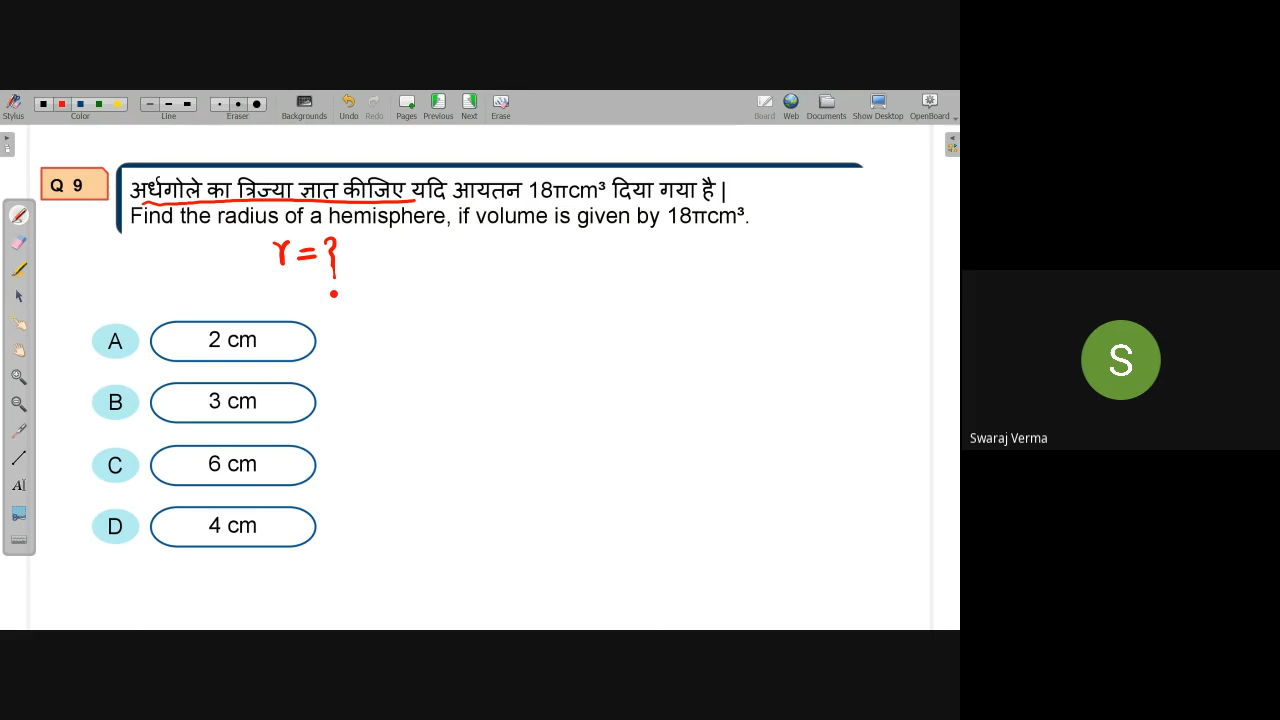 Stylus Color Line Eraser Backgrounds Undo Redo Pages Previous Next Erase Board Web Documents Show Desktop OpenBoard
Q 9
अर्धगोले का त्रिज्या ज्ञात कीजिए यदि आयतन 18πcm³ दिया गया है |
Find the radius of a hemisphere, if volume is given by 18πcm³.
r = ?
A 2 cm
B 3 cm
C 6 cm
D 4 cm
S
Swaraj Verma